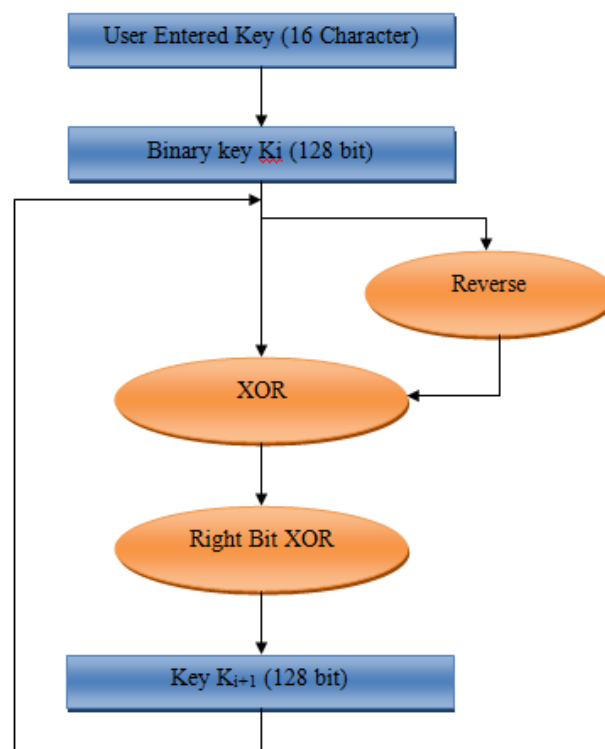 User Entered Key (16 Character)
Binary key Ki (128 bit)
Reverse
XOR
Right Bit XOR
Key Kᵢ₊₁ (128 bit)